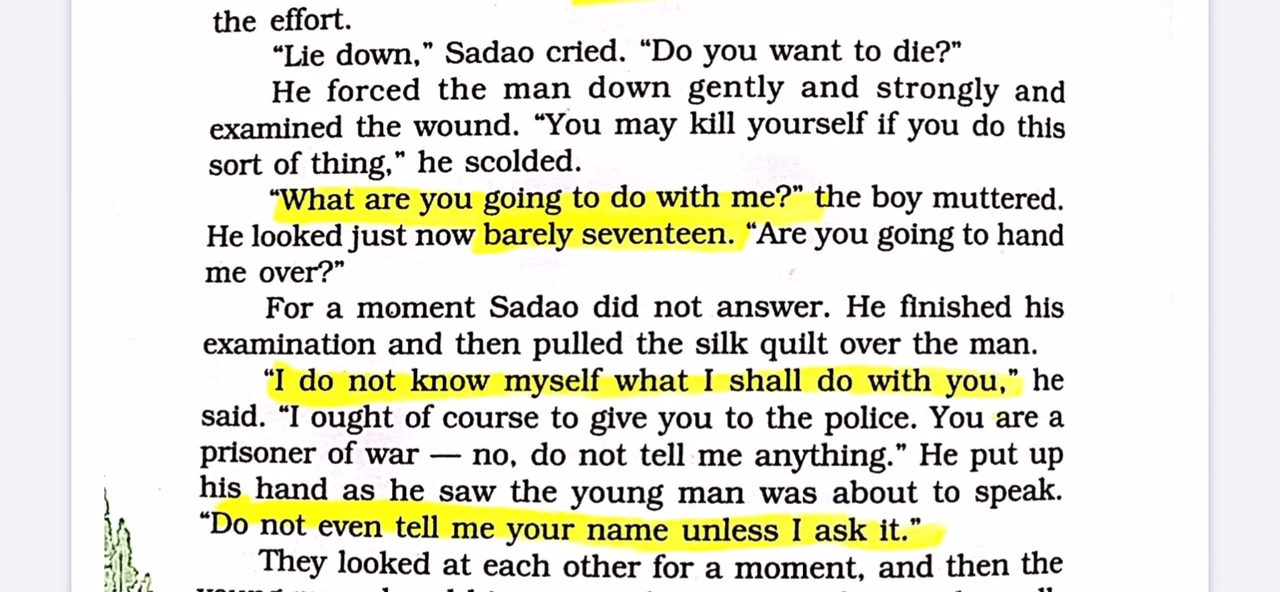 the effort.
“Lie down,” Sadao cried. “Do you want to die?”
He forced the man down gently and strongly and
examined the wound. “You may kill yourself if you do this
sort of thing,” he scolded.
“What are you going to do with me?” the boy muttered.
He looked just now barely seventeen. “Are you going to hand
me over?”
For a moment Sadao did not answer. He finished his
examination and then pulled the silk quilt over the man.
“I do not know myself what I shall do with you,” he
said. “I ought of course to give you to the police. You are a
prisoner of war — no, do not tell me anything.” He put up
his hand as he saw the young man was about to speak.
“Do not even tell me your name unless I ask it.”
They looked at each other for a moment, and then the